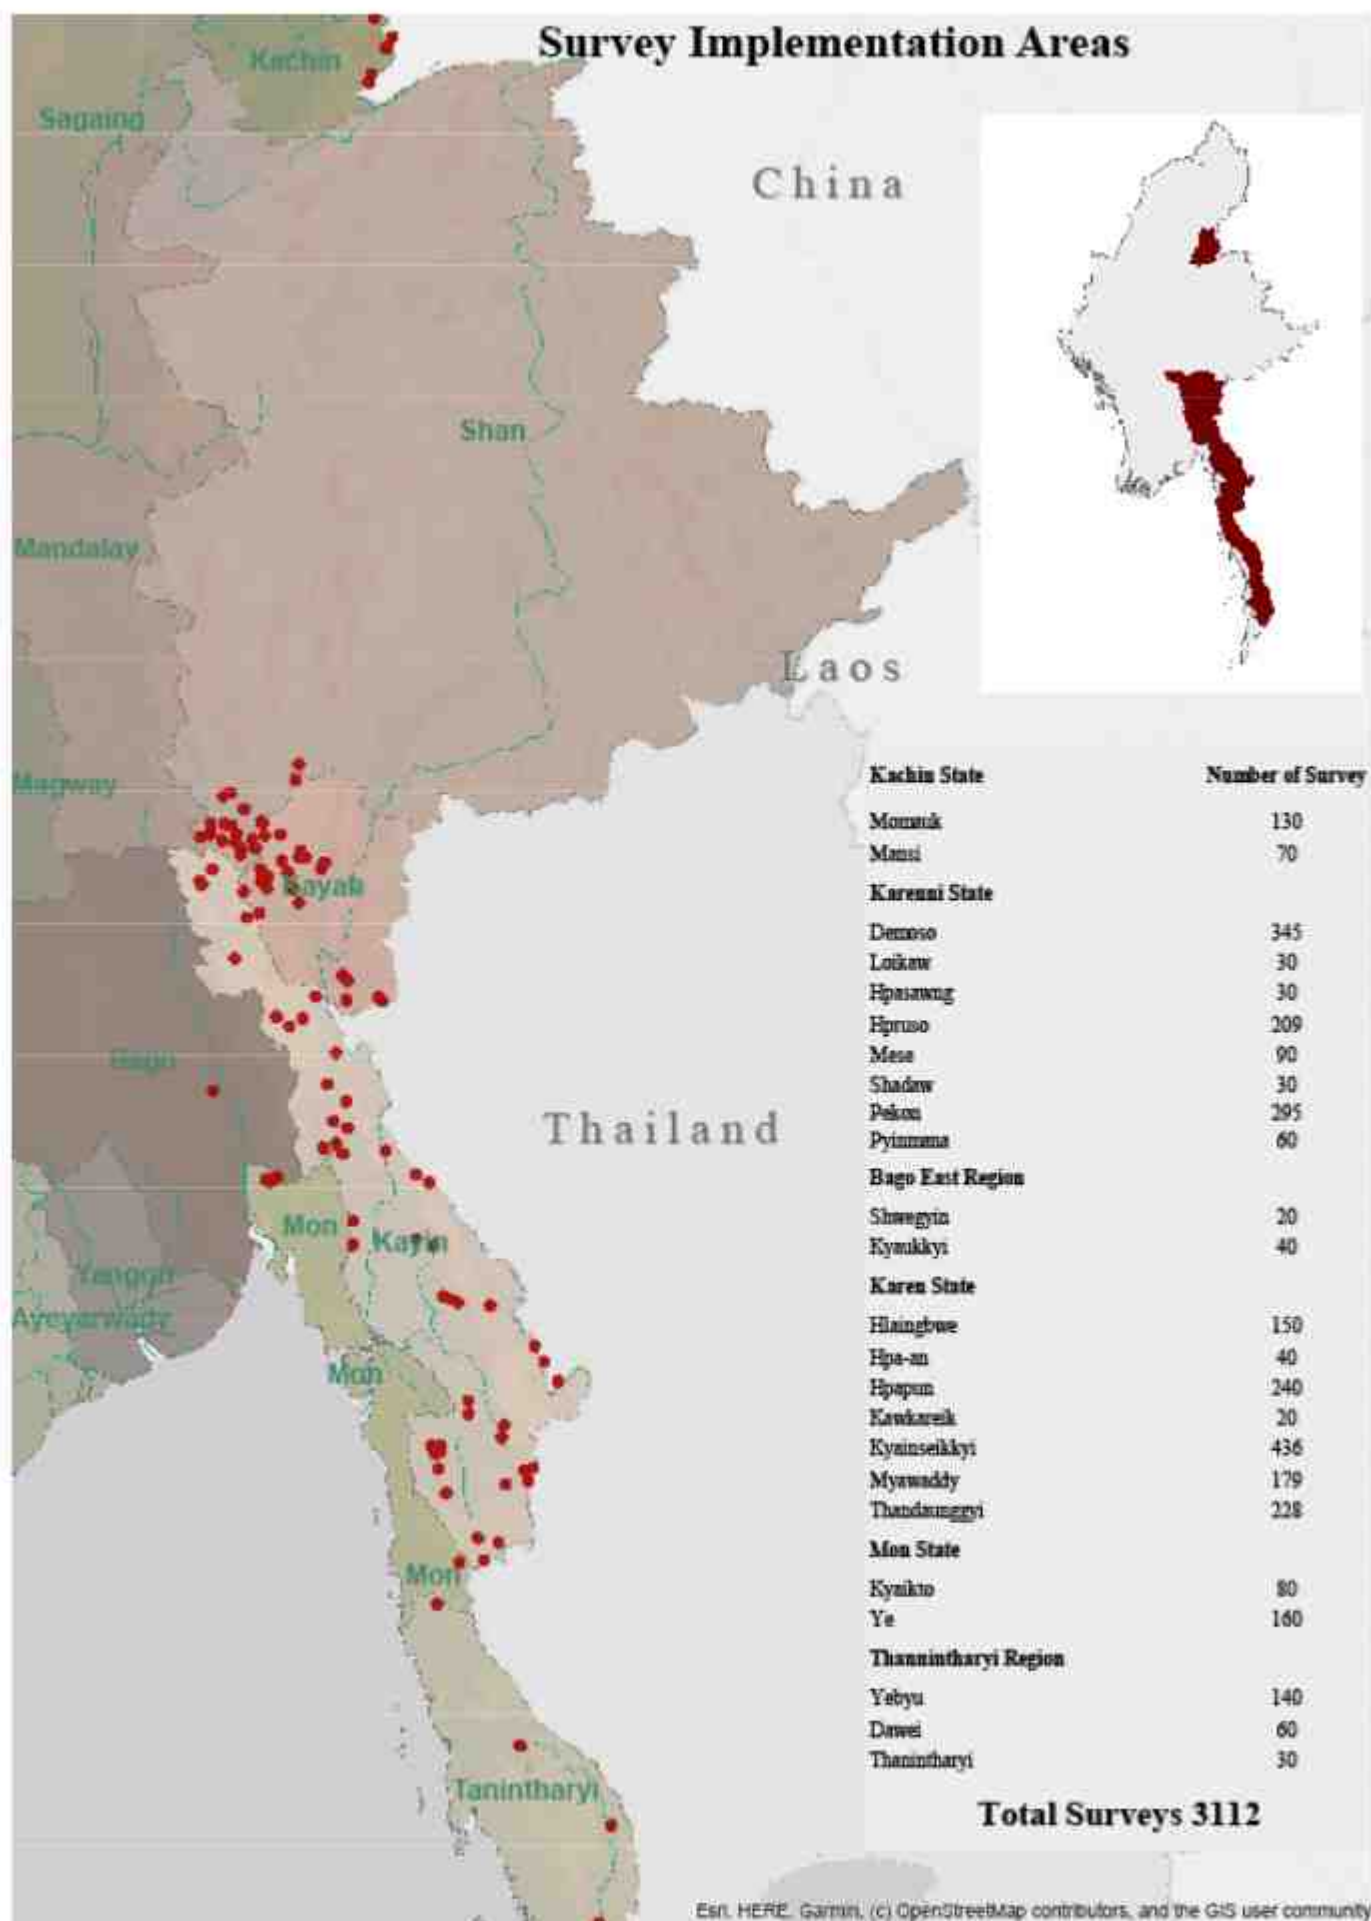 Survey Implementation Areas
Kachin
Sagaing
China
Shan
Mandalay
Laos
Magway
Kayah
Bago
Thailand
Mon
Kayin
Yangon
Ayeyarwady
Mon
Mon
Tanintharyi
Kachin State Number of Survey
Momauk 130
Mansi 70
Karenni State
Demoso 345
Loikaw 30
Hpasawng 30
Hpruso 209
Mese 90
Shadaw 30
Pekon 295
Pyinmana 60
Bago East Region
Shwegyin 20
Kyaukkyi 40
Karen State
Hlaingbwe 150
Hpa-an 40
Hpapun 240
Kawkareik 20
Kyainseikkyi 436
Myawaddy 179
Thandaunggyi 228
Mon State
Kyaikto 80
Ye 160
Thannintharyi Region
Yebyu 140
Dawei 60
Thanintharyi 30
Total Surveys 3112
Esri, HERE, Garmin, (c) OpenStreetMap contributors, and the GIS user community